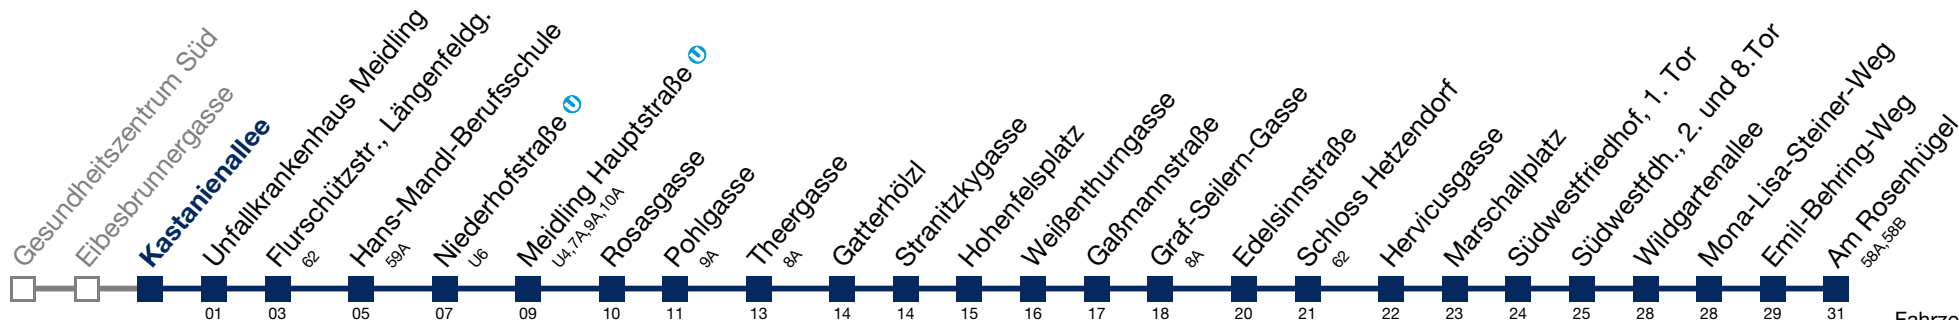 Gesundheitszentrum Süd
Eibesbrunnergasse
Kastanienallee
Unfallkrankenhaus Meidling
01
Flurschützstr., Längenfeldg.
62
03
Hans-Mandl-Berufsschule
59A
05
Niederhofstraße U
U6
07
Meidling Hauptstraße U
U4,7A,9A,10A
09
Rosasgasse
10
Pohlgasse
9A
11
Theergasse
8A
13
Gatterhölzl
14
Stranitzkygasse
14
Hohenfelsplatz
15
Weißenthurngasse
16
Gaßmannstraße
17
Graf-Seilern-Gasse
8A
18
Edelsinnstraße
20
Schloss Hetzendorf
62
21
Hervicusgasse
22
Marschallplatz
23
Südwestfriedhof, 1. Tor
24
Südwestfdh., 2. und 8.Tor
25
Wildgartenallee
28
Mona-Lisa-Steiner-Weg
28
Emil-Behring-Weg
29
Am Rosenhügel
58A,58B
31